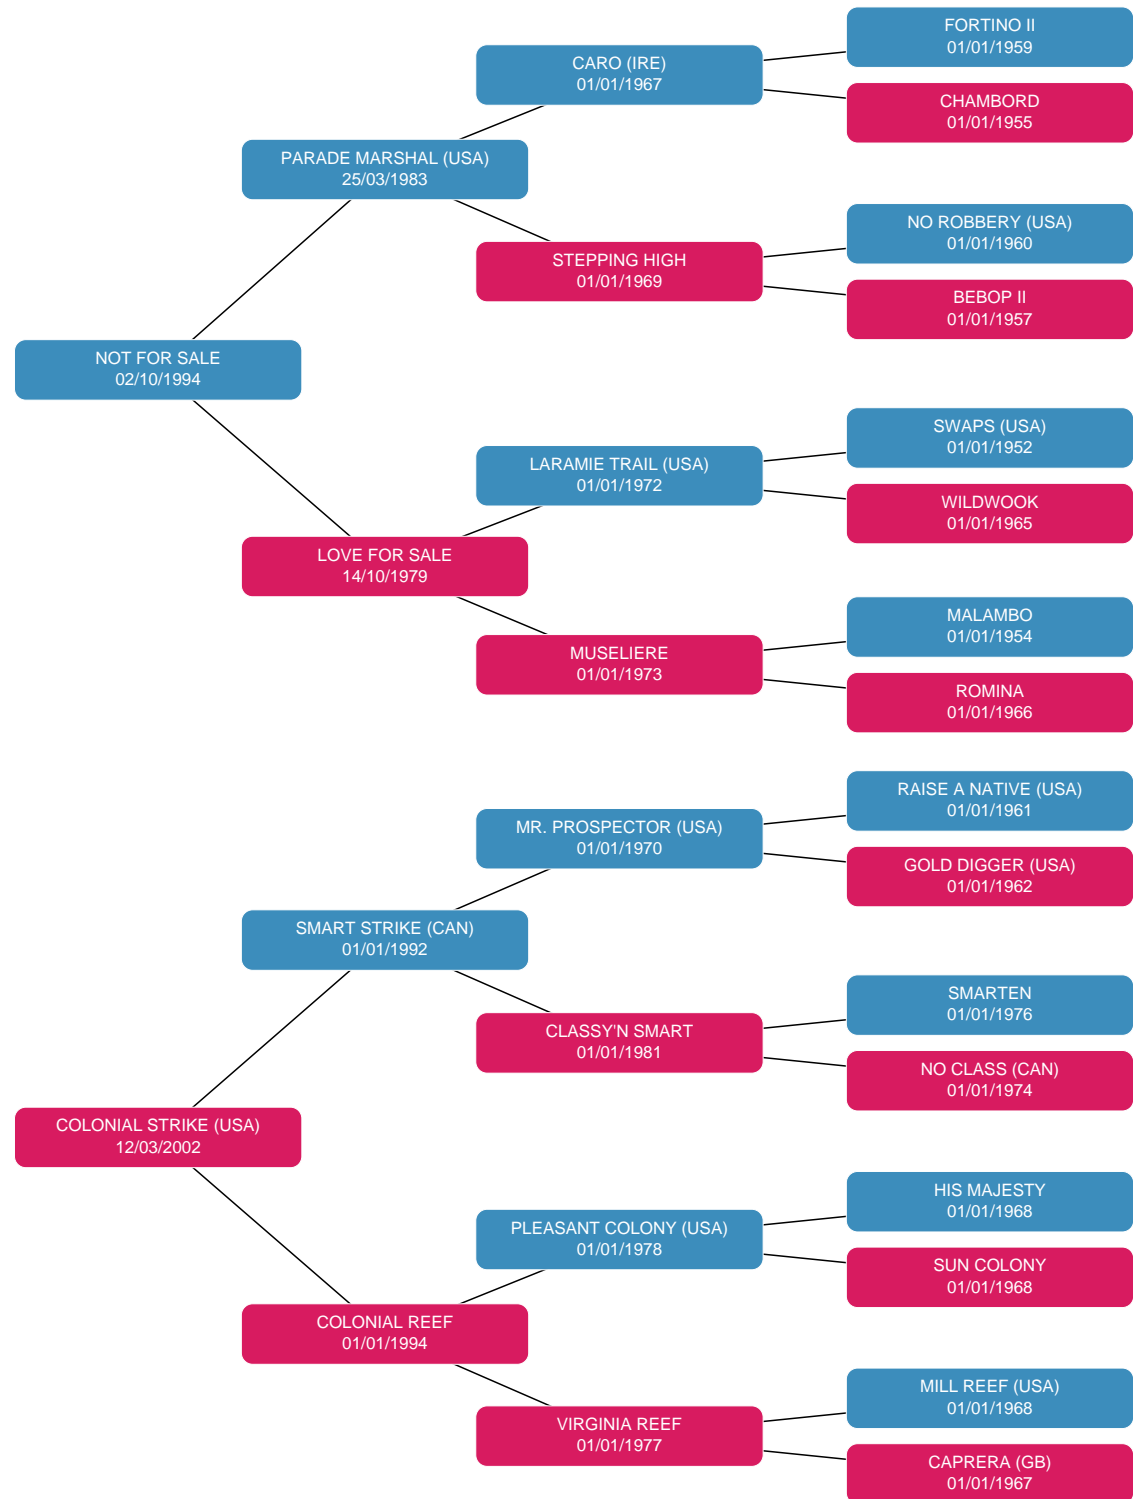 FORTINO II
01/01/1959
CARO (IRE)
01/01/1967
CHAMBORD
01/01/1955
PARADE MARSHAL (USA)
25/03/1983
NO ROBBERY (USA)
01/01/1960
STEPPING HIGH
01/01/1969
BEBOP II
01/01/1957
NOT FOR SALE
02/10/1994
SWAPS (USA)
01/01/1952
LARAMIE TRAIL (USA)
01/01/1972
WILDWOOK
01/01/1965
LOVE FOR SALE
14/10/1979
MALAMBO
01/01/1954
MUSELIERE
01/01/1973
ROMINA
01/01/1966
RAISE A NATIVE (USA)
01/01/1961
MR. PROSPECTOR (USA)
01/01/1970
GOLD DIGGER (USA)
01/01/1962
SMART STRIKE (CAN)
01/01/1992
SMARTEN
01/01/1976
CLASSY'N SMART
01/01/1981
NO CLASS (CAN)
01/01/1974
COLONIAL STRIKE (USA)
12/03/2002
HIS MAJESTY
01/01/1968
PLEASANT COLONY (USA)
01/01/1978
SUN COLONY
01/01/1968
COLONIAL REEF
01/01/1994
MILL REEF (USA)
01/01/1968
VIRGINIA REEF
01/01/1977
CAPRERA (GB)
01/01/1967